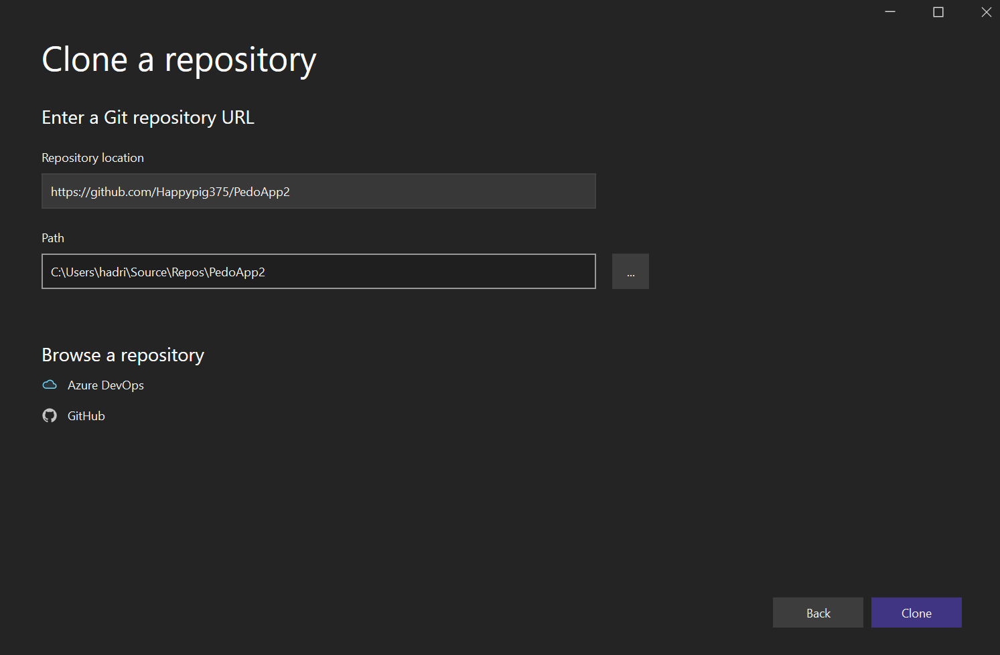 Clone a repository
Enter a Git repository URL
Repository location
https://github.com/Happypig375/PedoApp2
Path
C:\Users\hadri\Source\Repos\PedoApp2
...
Browse a repository
Azure DevOps
GitHub
Back
Clone